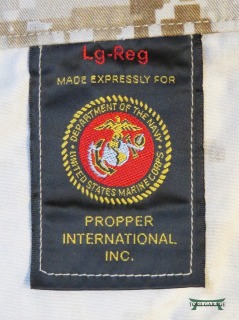 Lg-Reg
MADE EXPRESSLY FOR
DEPARTMENT OF THE NAVY
UNITED STATES MARINE CORPS
PROPPER
INTERNATIONAL
INC.